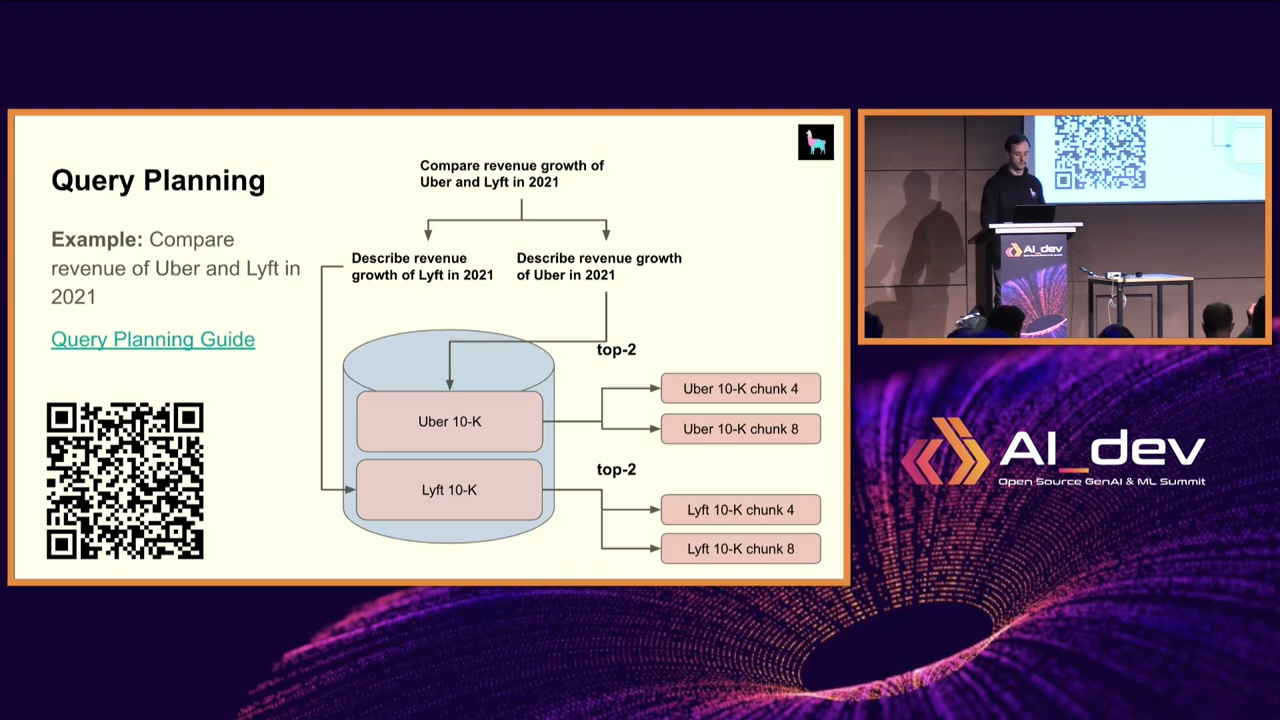 Query Planning
Example: Compare
revenue of Uber and Lyft in
2021
Query Planning Guide
Compare revenue growth of
Uber and Lyft in 2021
Describe revenue
growth of Lyft in 2021
Describe revenue growth
of Uber in 2021
top-2
Uber 10-K
Uber 10-K chunk 4
Uber 10-K chunk 8
top-2
Lyft 10-K
Lyft 10-K chunk 4
Lyft 10-K chunk 8
AI_dev
AI_dev
Open Source GenAI & ML Summit